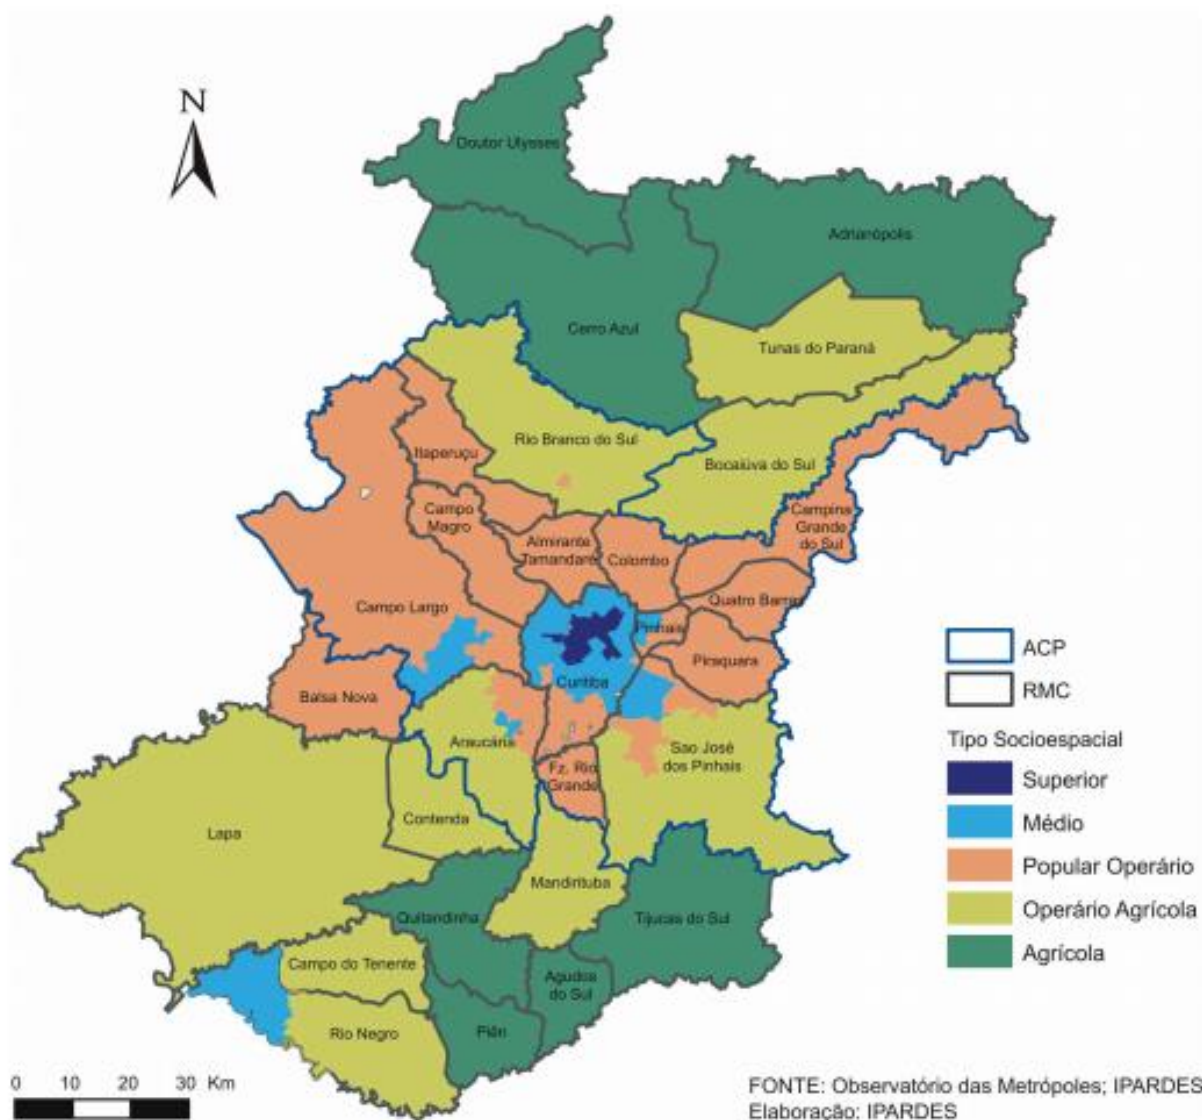 N
Doutor Ulysses
Adrianópolis
Cerro Azul
Tunas do Paraná
Rio Branco do Sul
Itaperuçu
Bocaiúva do Sul
Campo
Magro
Campina
Grande
do Sul
Almirante
Tamandaré
Colombo
Quatro Barras
Campo Largo
Pinhais
Piraquara
Curitiba
Balsa Nova
Araucária
Sao José
dos Pinhais
Fz. Rio
Grande
Contenda
Lapa
Mandirituba
Quitandinha
Tijucas do Sul
Campo do Tenente
Agudos
do Sul
Rio Negro
Piên
ACP
RMC
Tipo Socioespacial
Superior
Médio
Popular Operário
Operário Agrícola
Agrícola
0 10 20 30 Km
FONTE: Observatório das Metrópoles; IPARDES
Elaboração: IPARDES